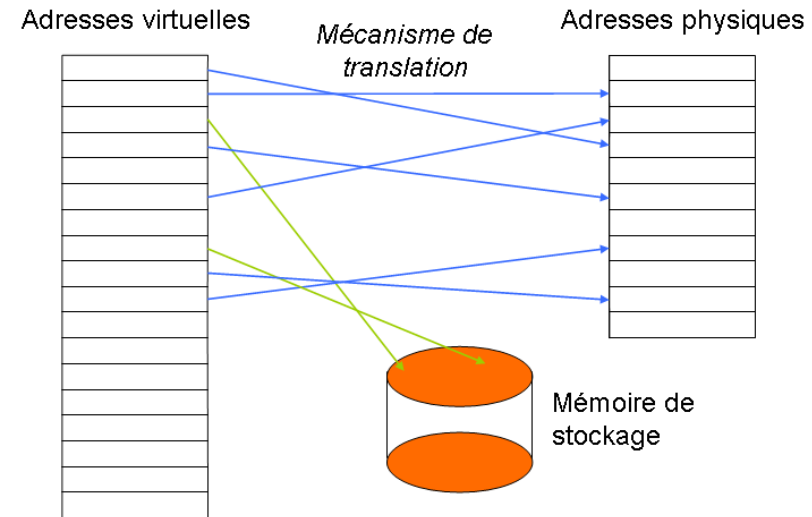 Adresses virtuelles
Mécanisme de
translation
Adresses physiques
Mémoire de
stockage